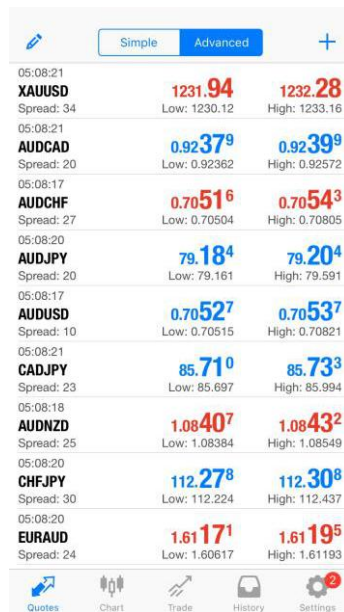 Simple Advanced
05:08:21
XAUUSD 1231.94 1232.28
Spread: 34 Low: 1230.12 High: 1233.16
05:08:21
AUDCAD 0.92379 0.92399
Spread: 20 Low: 0.92362 High: 0.92572
05:08:17
AUDCHF 0.70516 0.70543
Spread: 27 Low: 0.70504 High: 0.70805
05:08:20
AUDJPY 79.184 79.204
Spread: 20 Low: 79.161 High: 79.591
05:08:17
AUDUSD 0.70527 0.70537
Spread: 10 Low: 0.70515 High: 0.70821
05:08:21
CADJPY 85.710 85.733
Spread: 23 Low: 85.697 High: 85.994
05:08:18
AUDNZD 1.08407 1.08432
Spread: 25 Low: 1.08384 High: 1.08549
05:08:20
CHFJPY 112.278 112.308
Spread: 30 Low: 112.224 High: 112.437
05:08:20
EURAUD 1.61171 1.61195
Spread: 24 Low: 1.60617 High: 1.61193
2
Quotes Chart Trade History Settings